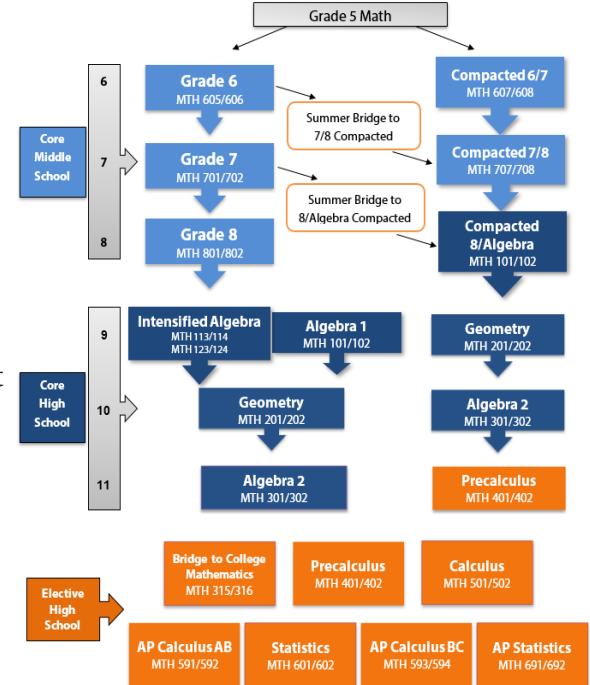 Grade 5 Math
6
Grade 6
MTH 605/606
Compacted 6/7
MTH 607/608
Summer Bridge to
7/8 Compacted
Core
Middle
School
7
Grade 7
MTH 701/702
Compacted 7/8
MTH 707/708
Summer Bridge to
8/Algebra Compacted
8
Grade 8
MTH 801/802
Compacted
8/Algebra
MTH 101/102
9
Intensified Algebra
MTH 113/114
MTH 123/124
Algebra 1
MTH 101/102
Geometry
MTH 201/202
Core
High
School
10
Geometry
MTH 201/202
Algebra 2
MTH 301/302
11
Algebra 2
MTH 301/302
Precalculus
MTH 401/402
Elective
High
School
Bridge to College
Mathematics
MTH 315/316
Precalculus
MTH 401/402
Calculus
MTH 501/502
AP Calculus AB
MTH 591/592
Statistics
MTH 601/602
AP Calculus BC
MTH 593/594
AP Statistics
MTH 691/692